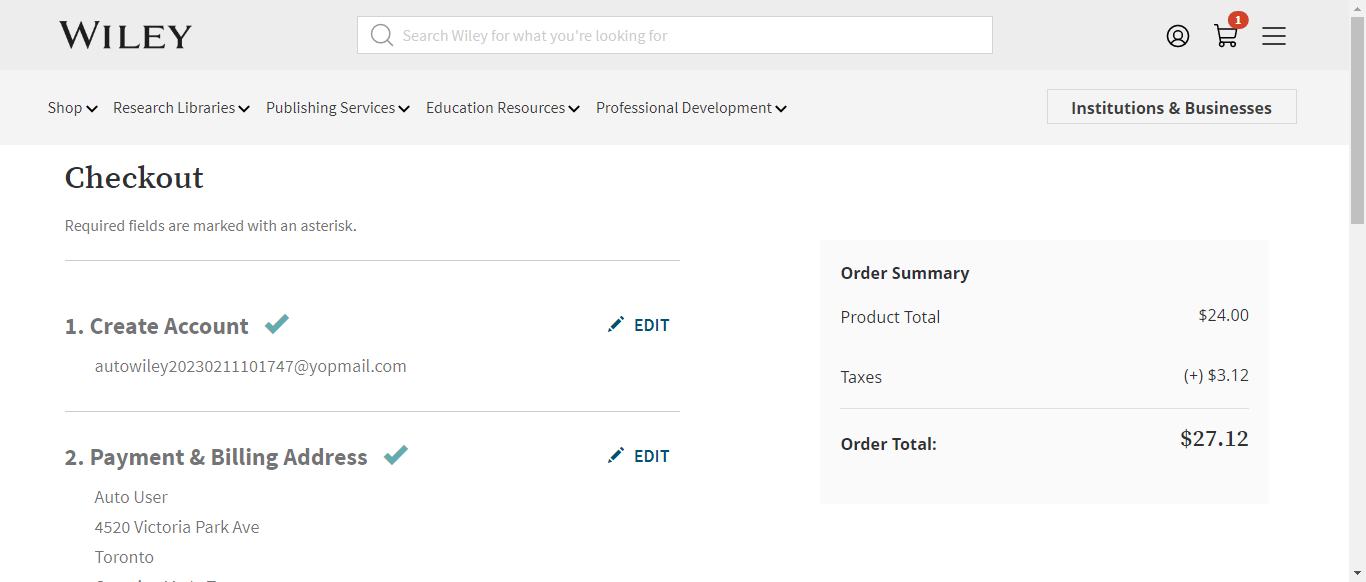 WILEY
Search Wiley for what you're looking for
1
Shop Research Libraries Publishing Services Education Resources Professional Development Institutions & Businesses
Checkout
Required fields are marked with an asterisk.
1. Create Account EDIT
autowiley20230211101747@yopmail.com
2. Payment & Billing Address EDIT
Auto User
4520 Victoria Park Ave
Toronto
Order Summary
Product Total $24.00
Taxes (+) $3.12
Order Total: $27.12